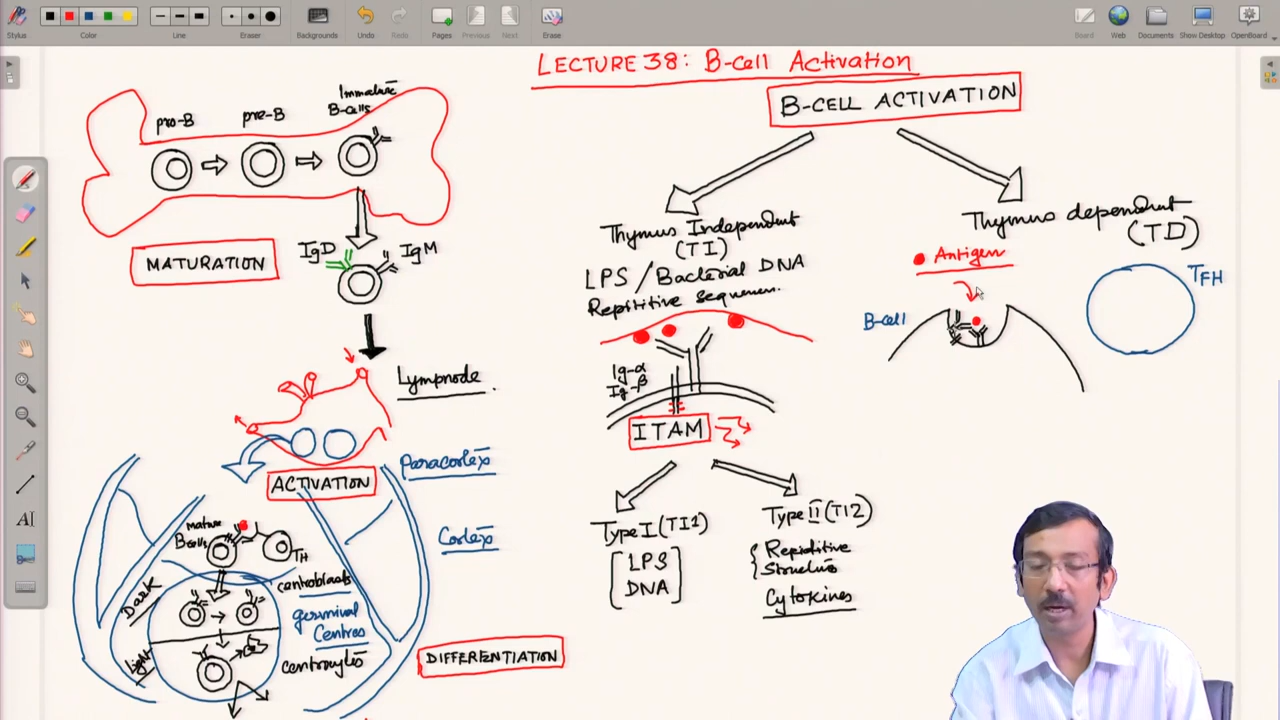 Stylus
Color
Line
Eraser
Backgrounds
Undo
Redo
Pages
Previous
Next
Erase
Board
Web
Documents
Show Desktop
OpenBoard
LECTURE 38: B-cell Activation
B-CELL ACTIVATION
pro-B
pre-B
Immature
B-cells
MATURATION
IgD
IgM
Lympnode
ACTIVATION
Paracortex
Cortex
mature
B cells
TH
Dark
centroblasts
germinal
Centres
Light
centrocytes
DIFFERENTIATION
Thymus Independent
(TI)
LPS / Bacterial DNA
Repititive sequences.
Ig-α
Ig-β
ITAM
Type I (TI1)
LPS
DNA
Type II (TI2)
Repititive
Structure
Cytokines
Thymus dependent
(TD)
Antigen
B-cell
TFH
AI